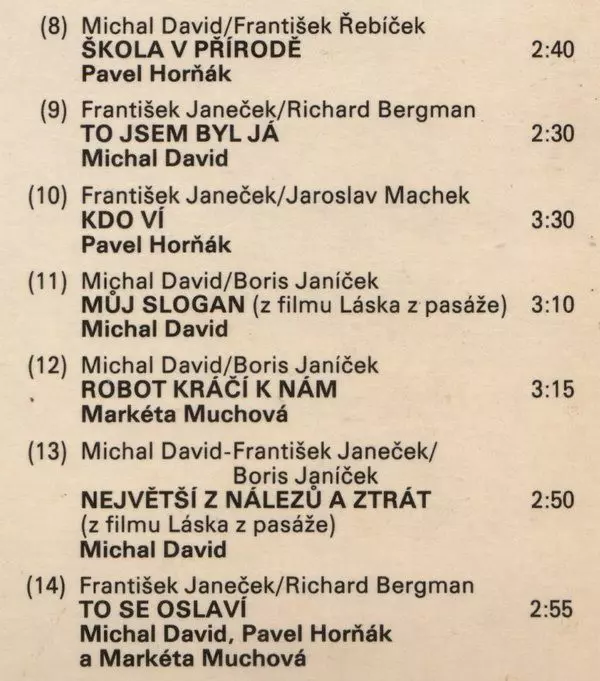 (8) Michal David/František Řebíček
ŠKOLA V PŘÍRODĚ 2:40
Pavel Horňák
(9) František Janeček/Richard Bergman
TO JSEM BYL JÁ 2:30
Michal David
(10) František Janeček/Jaroslav Machek
KDO VÍ 3:30
Pavel Horňák
(11) Michal David/Boris Janíček
MŮJ SLOGAN (z filmu Láska z pasáže) 3:10
Michal David
(12) Michal David/Boris Janíček
ROBOT KRÁČÍ K NÁM 3:15
Markéta Muchová
(13) Michal David-František Janeček/
Boris Janíček
NEJVĚTŠÍ Z NÁLEZŮ A ZTRÁT 2:50
(z filmu Láska z pasáže)
Michal David
(14) František Janeček/Richard Bergman
TO SE OSLAVÍ 2:55
Michal David, Pavel Horňák
a Markéta Muchová